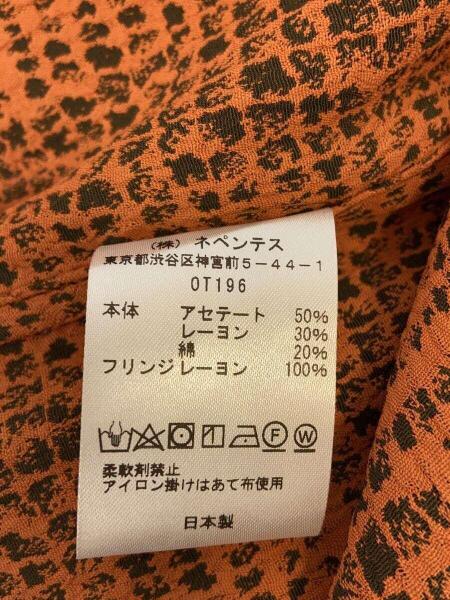 (株) ネペンテス
東京都渋谷区神宮前5-44-1
OT196
本体 アセテート 50%
レーヨン 30%
綿 20%
フリンジ レーヨン 100%
F W
柔軟剤禁止
アイロン掛けはあて布使用
日本製